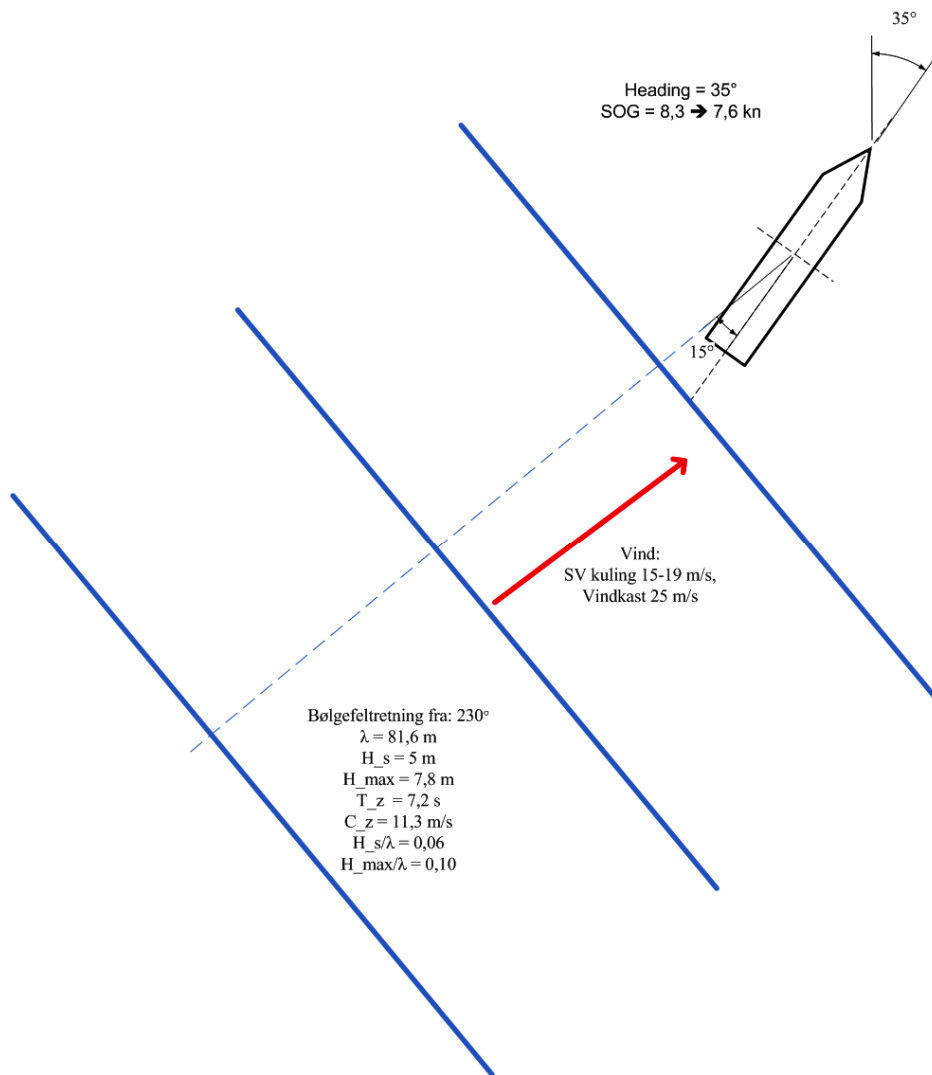 35°
Heading = 35°
SOG = 8,3 ➔ 7,6 kn
15°
Vind:
SV kuling 15-19 m/s,
Vindkast 25 m/s
Bølgefeltretning fra: 230°
λ = 81,6 m
H_s = 5 m
H_max = 7,8 m
T_z = 7,2 s
C_z = 11,3 m/s
H_s/λ = 0,06
H_max/λ = 0,10